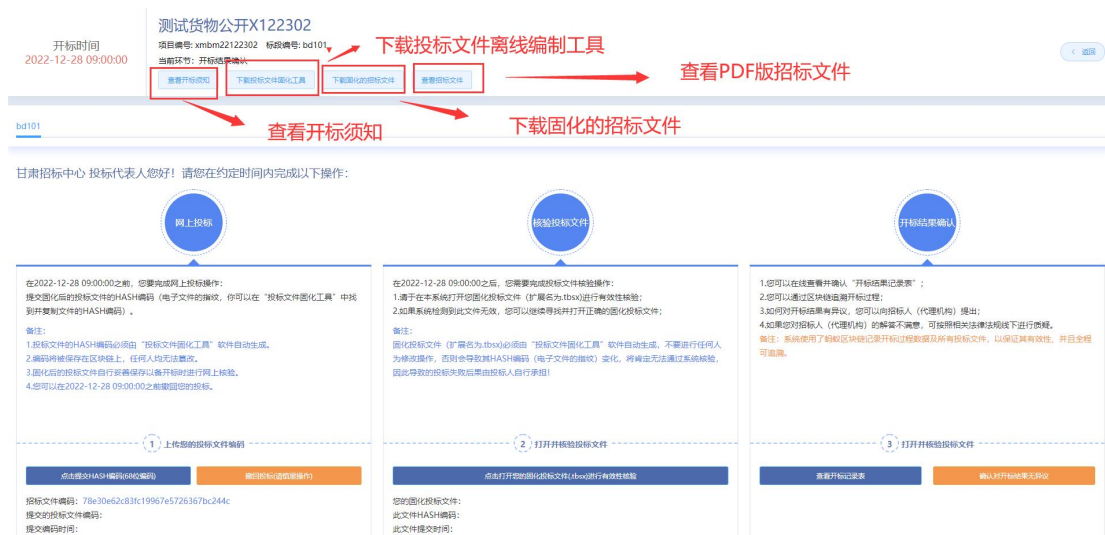 测试货物公开X122302
开标时间
2022-12-28 09:00:00
项目编号: xmbm22122302 标段编号: bd101
当前环节: 开标结果确认
查看开标须知
下载投标文件固化工具
下载固化的招标文件
查看招标文件
< 返回
下载投标文件离线编制工具
查看PDF版招标文件
查看开标须知
下载固化的招标文件
bd101
甘肃招标中心 投标代表人您好！请您在约定时间内完成以下操作:
网上投标
在2022-12-28 09:00:00之前，您要完成网上投标操作:
提交固化后的投标文件的HASH编码（电子文件的指纹，你可以在“投标文件固化工具”中找
到并复制文件的HASH编码）。
备注:
1.投标文件的HASH编码必须由“投标文件固化工具”软件自动生成。
2.编码将被保存在区块链上，任何人均无法篡改。
3.固化后的投标文件自行妥善保存以备开标时进行网上核验。
4.您可以在2022-12-28 09:00:00之前撤回您的投标。
1 上传您的投标文件编码
点击提交HASH编码(68位编码)
撤回投标(请慎重操作)
招标文件编码: 78e30e62c83fc19967e5726367bc244c
提交的投标文件编码:
提交编码时间:
核验投标文件
在2022-12-28 09:00:00之后，您需要完成投标文件核验操作:
1.请于在本系统打开您固化投标文件（扩展名为.tbsx)进行有效性核验;
2.如果系统检测到此文件无效，您可以继续寻找并打开正确的固化投标文件;
备注:
固化投标文件（扩展名为.tbsx)必须由“投标文件固化工具”软件自动生成，不要进行任何人
为修改操作，否则会导致其HASH编码（电子文件的指纹）变化，将肯定无法通过系统核验，
因此导致的投标失败后果由投标人自行承担!
2 打开并核验投标文件
点击打开您的固化投标文件(.tbsx)进行有效性核验
您的固化投标文件:
此文件HASH编码:
此文件提交时间:
开标结果确认
1.您可以在线查看并确认“开标结果记录表”;
2.您可以通过区块链追溯开标过程;
3.如何对开标结果有异议，您可以向招标人（代理机构）提出;
4.如果您对招标人（代理机构）的解答不满意，可按照相关法律法规线下进行质疑。
备注: 系统使用了蚂蚁区块链记录开标过程数据及所有投标文件，以保证其有效性，并且全程
可追溯。
3 打开并核验投标文件
查看开标记录表
确认对开标结果无异议